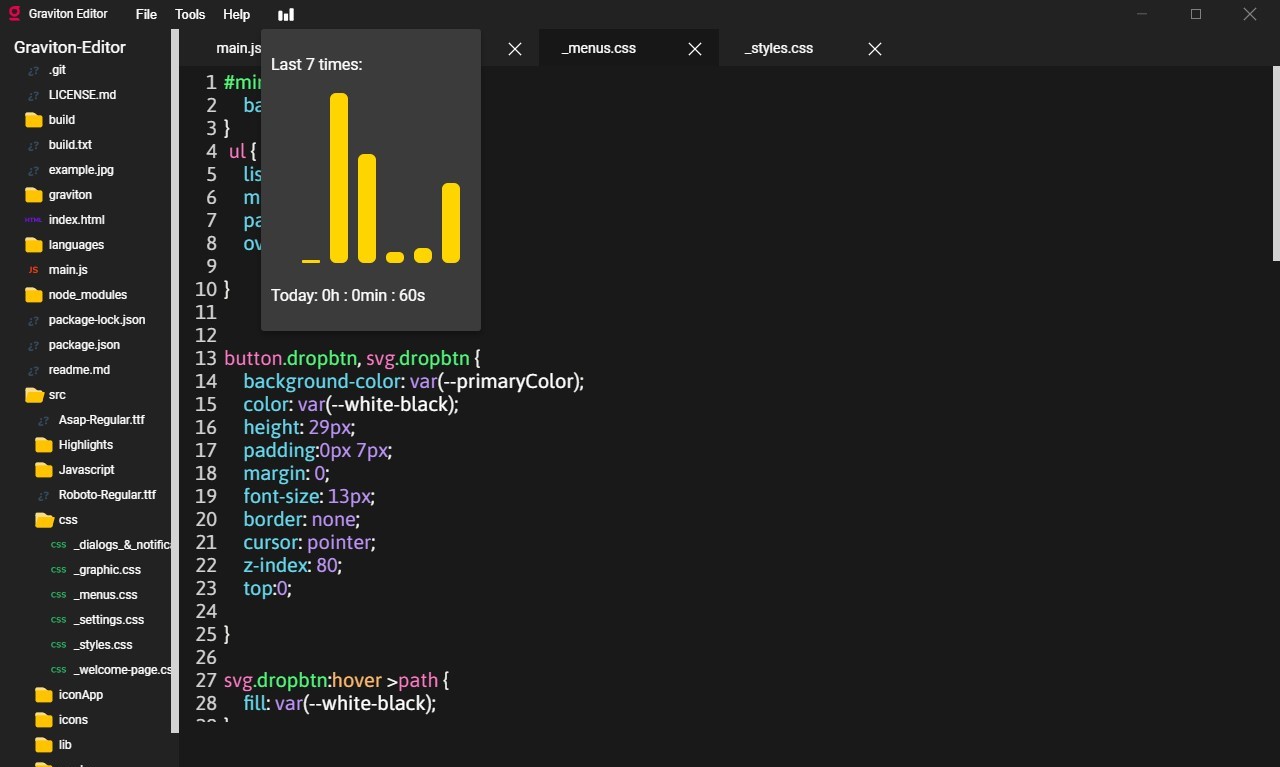 Graviton Editor File Tools Help
Graviton-Editor
.git
LICENSE.md
build
build.txt
example.jpg
graviton
HTML index.html
languages
JS main.js
node_modules
package-lock.json
package.json
readme.md
src
Asap-Regular.ttf
Highlights
Javascript
Roboto-Regular.ttf
css
CSS _dialogs_&_notific
CSS _graphic.css
CSS _menus.css
CSS _settings.css
CSS _styles.css
CSS _welcome-page.cs
iconApp
icons
lib
main.js _menus.css _styles.css
Last 7 times:
Today: 0h : 0min : 60s
1 #mi
2 ba
3 }
4 ul {
5 lis
6 m
7 pa
8 ov
9
10 }
11
12
13 button.dropbtn, svg.dropbtn {
14 background-color: var(--primaryColor);
15 color: var(--white-black);
16 height: 29px;
17 padding:0px 7px;
18 margin: 0;
19 font-size: 13px;
20 border: none;
21 cursor: pointer;
22 z-index: 80;
23 top:0;
24
25 }
26
27 svg.dropbtn:hover >path {
28 fill: var(--white-black);